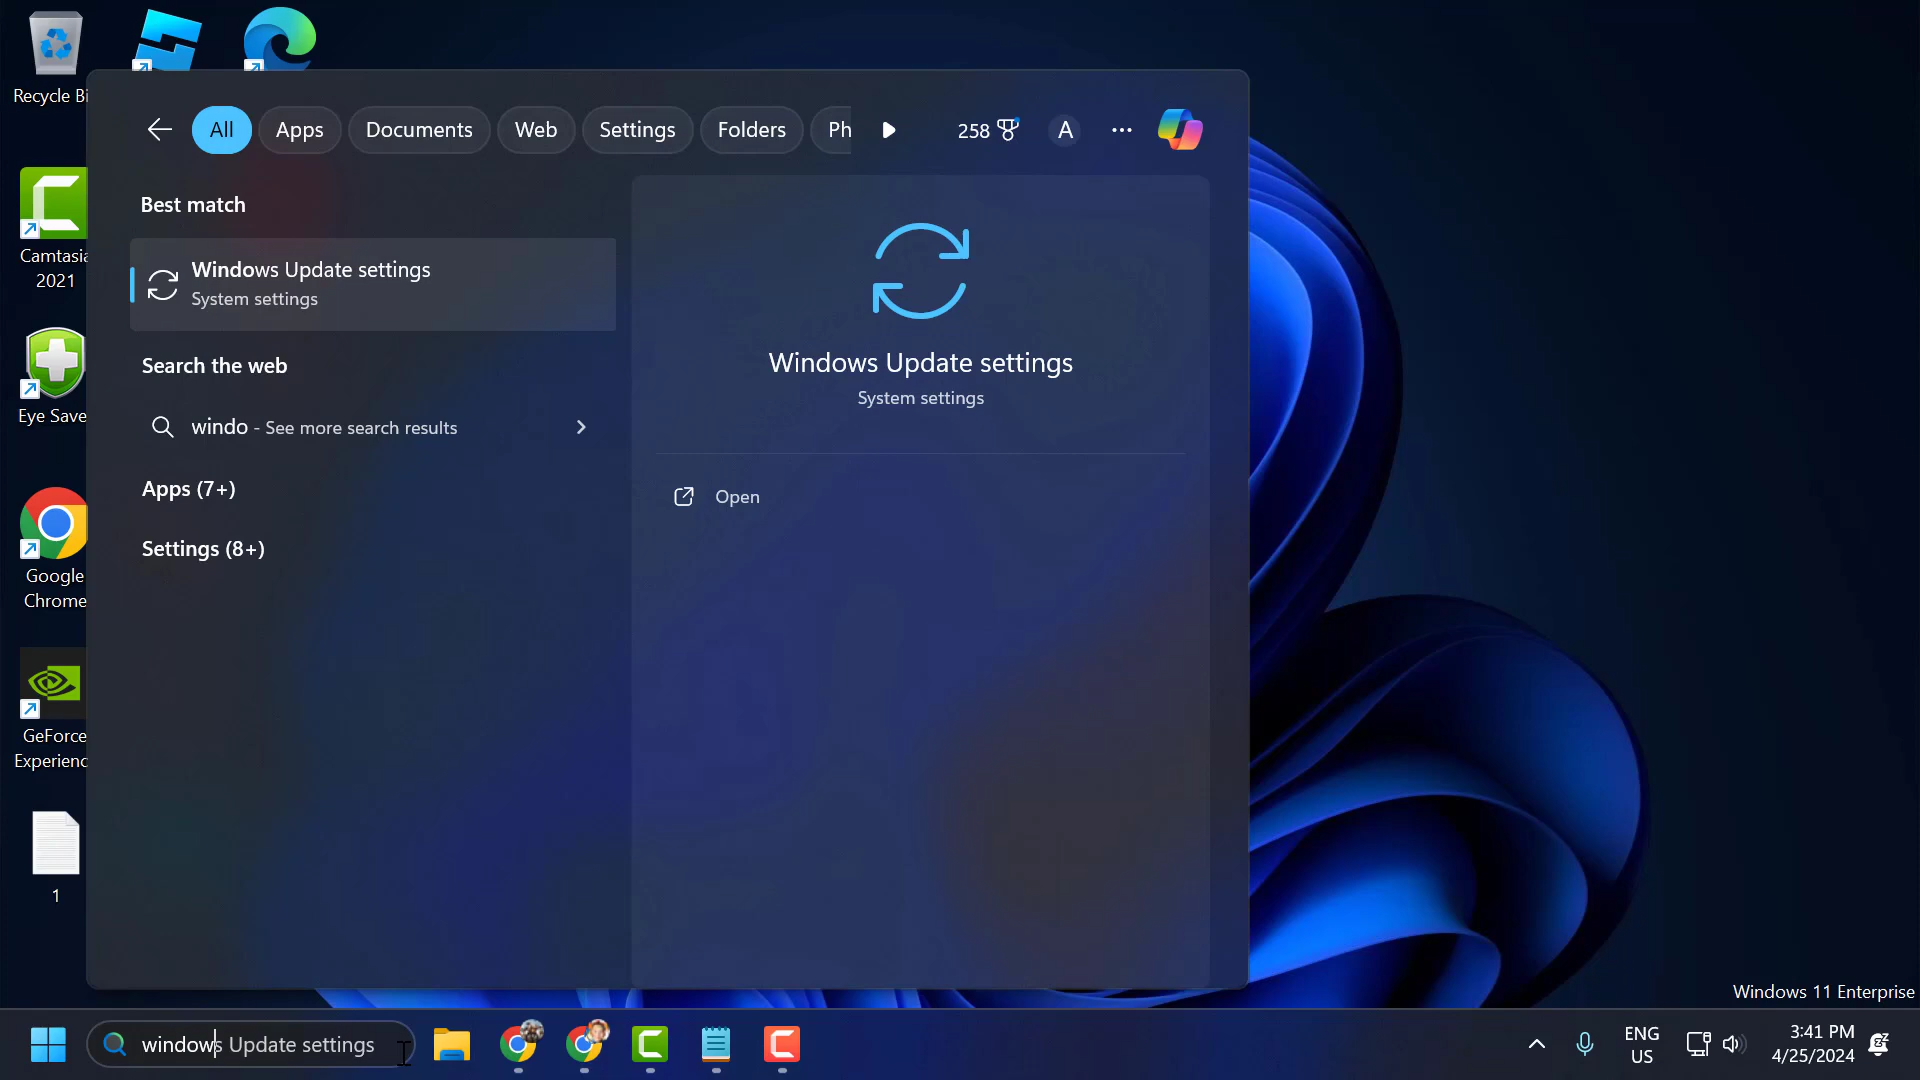 Recycle Bi
Camtasia
2021
Eye Save
Google
Chrome
GeForce
Experienc
1
All
Apps
Documents
Web
Settings
Folders
Ph
258
A
Best match
Windows Update settings
System settings
Search the web
windo - See more search results
Apps (7+)
Settings (8+)
Windows Update settings
System settings
Open
Windows 11 Enterprise
windows Update settings
ENG
US
3:41 PM
4/25/2024